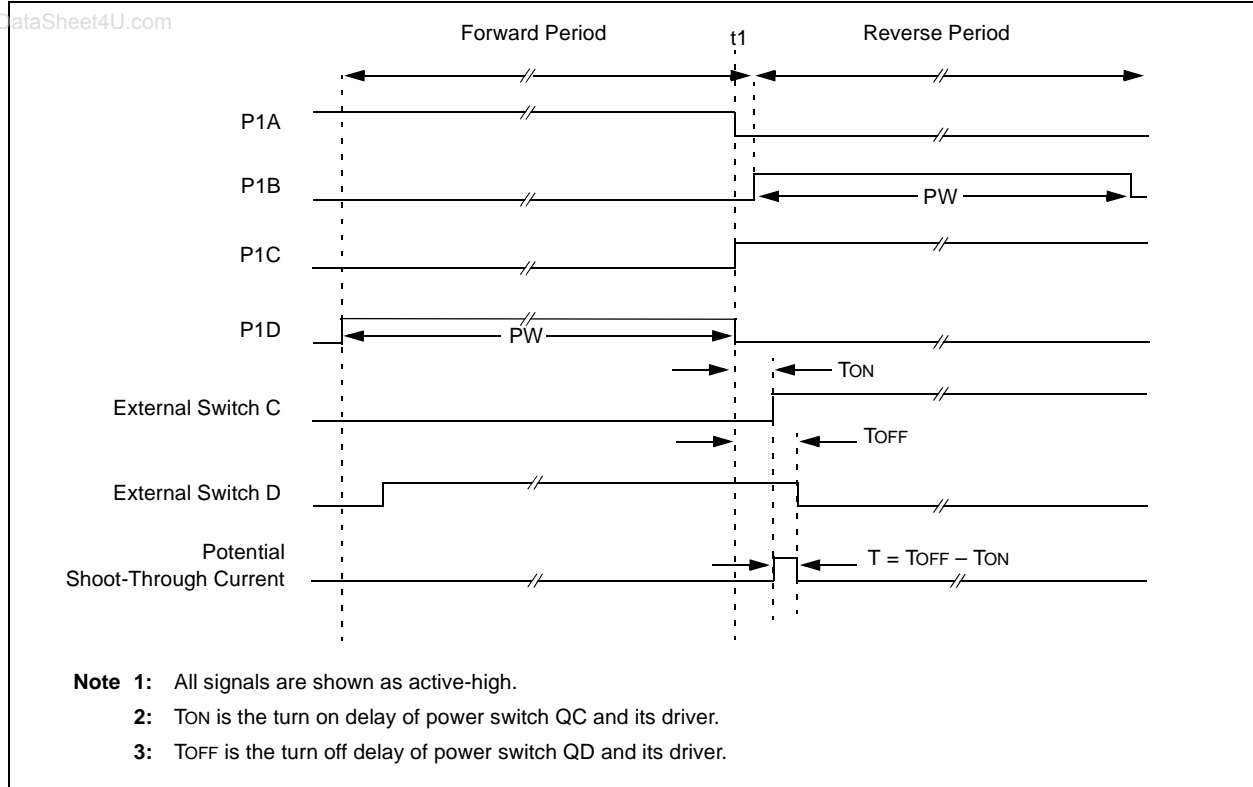 DataSheet4U.com
Forward Period
t1
Reverse Period
P1A
P1B
PW
P1C
P1D
PW
TON
External Switch C
TOFF
External Switch D
Potential
Shoot-Through Current
T = TOFF – TON
Note 1: All signals are shown as active-high.
2: TON is the turn on delay of power switch QC and its driver.
3: TOFF is the turn off delay of power switch QD and its driver.